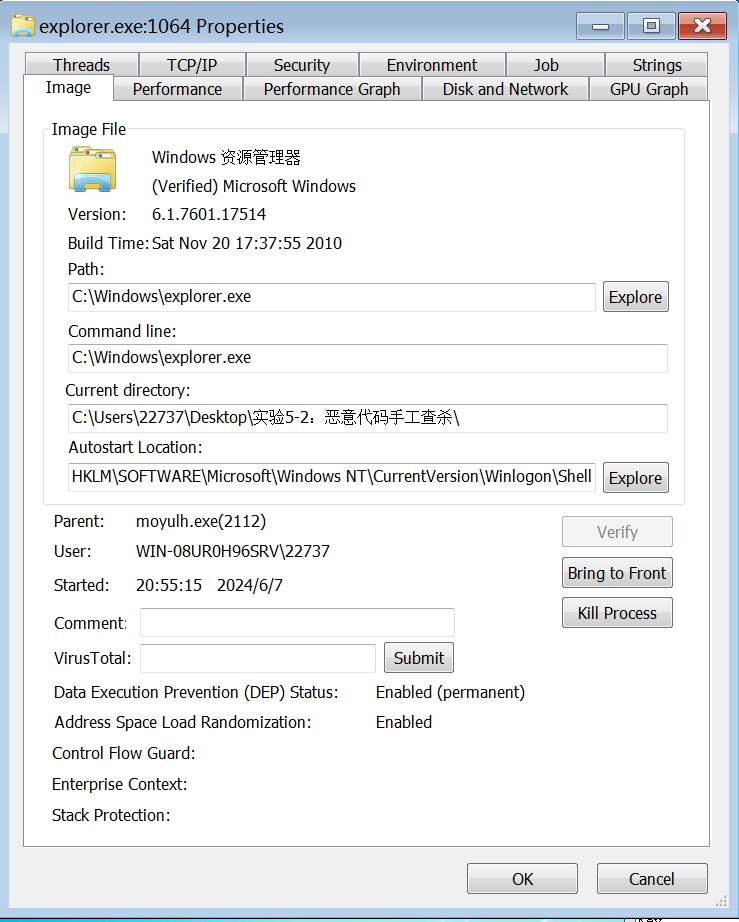 explorer.exe:1064 Properties
Threads TCP/IP Security Environment Job Strings
Image Performance Performance Graph Disk and Network GPU Graph
Image File
Windows 资源管理器
(Verified) Microsoft Windows
Version: 6.1.7601.17514
Build Time: Sat Nov 20 17:37:55 2010
Path:
C:\Windows\explorer.exe Explore
Command line:
C:\Windows\explorer.exe
Current directory:
C:\Users\22737\Desktop\实验5-2：恶意代码手工查杀\
Autostart Location:
HKLM\SOFTWARE\Microsoft\Windows NT\CurrentVersion\Winlogon\Shell Explore
Parent: moyulh.exe(2112)
Verify
User: WIN-08UR0H96SRV\22737
Bring to Front
Started: 20:55:15 2024/6/7
Kill Process
Comment:
VirusTotal: Submit
Data Execution Prevention (DEP) Status: Enabled (permanent)
Address Space Load Randomization: Enabled
Control Flow Guard:
Enterprise Context:
Stack Protection:
OK Cancel